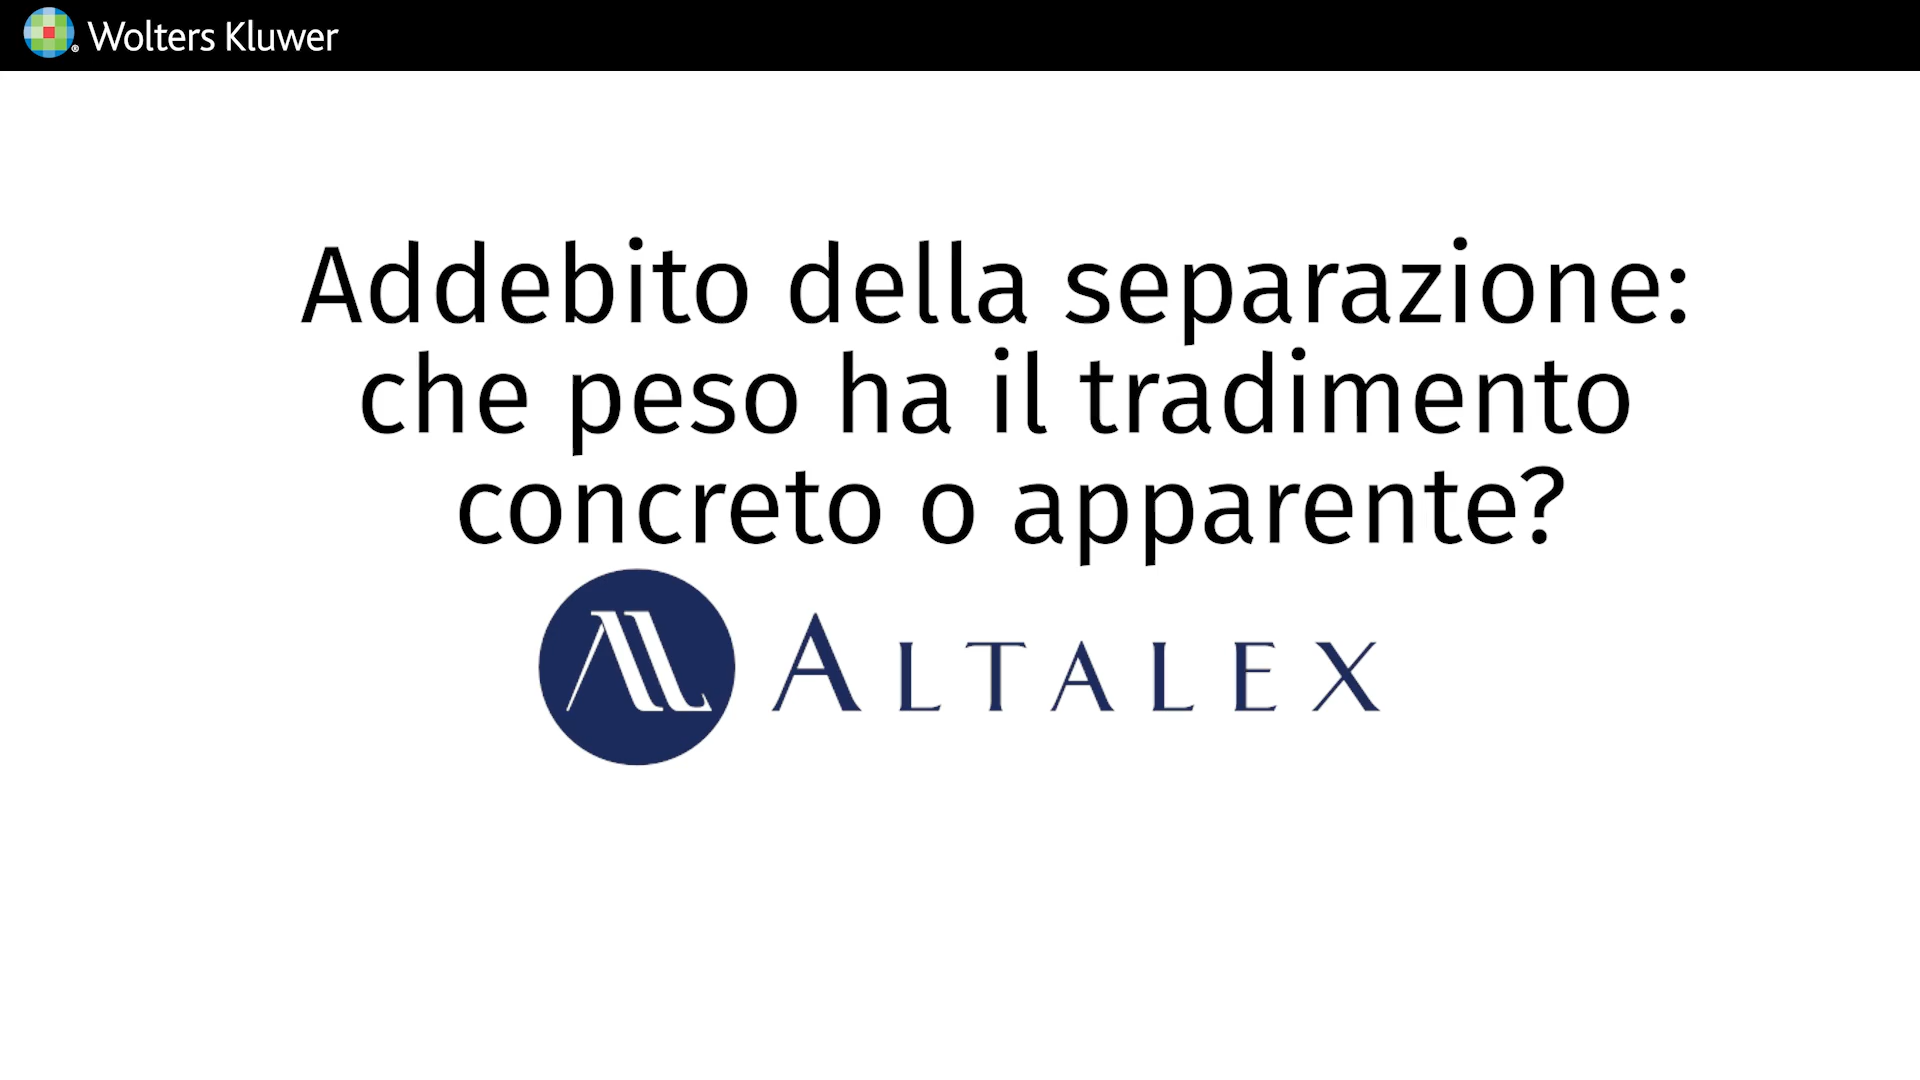 Wolters Kluwer
Addebito della separazione:
che peso ha il tradimento
concreto o apparente?
ALTALEX